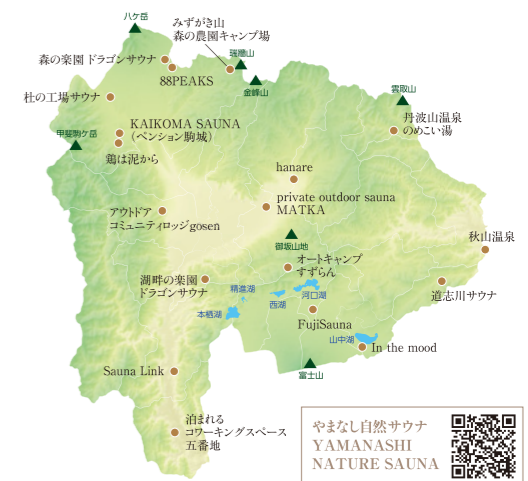 八ケ岳
みずがき山
森の農園キャンプ場
森の楽園 ドラゴンサウナ
瑞牆山
88PEAKS
金峰山
杜の工場サウナ
雲取山
丹波山温泉
のめこい湯
KAIKOMA SAUNA
（ペンション駒城）
甲斐駒ケ岳
鶏は泥から
hanare
private outdoor sauna
MATKA
アウトドア
コミュニティロッジgosen
秋山温泉
御坂山地
オートキャンプ
すずらん
湖畔の楽園
ドラゴンサウナ
精進湖
西湖
河口湖
道志川サウナ
本栖湖
FujiSauna
山中湖
In the mood
富士山
Sauna Link
泊まれる
コワーキングスペース
五番地
やまなし自然サウナ
YAMANASHI
NATURE SAUNA